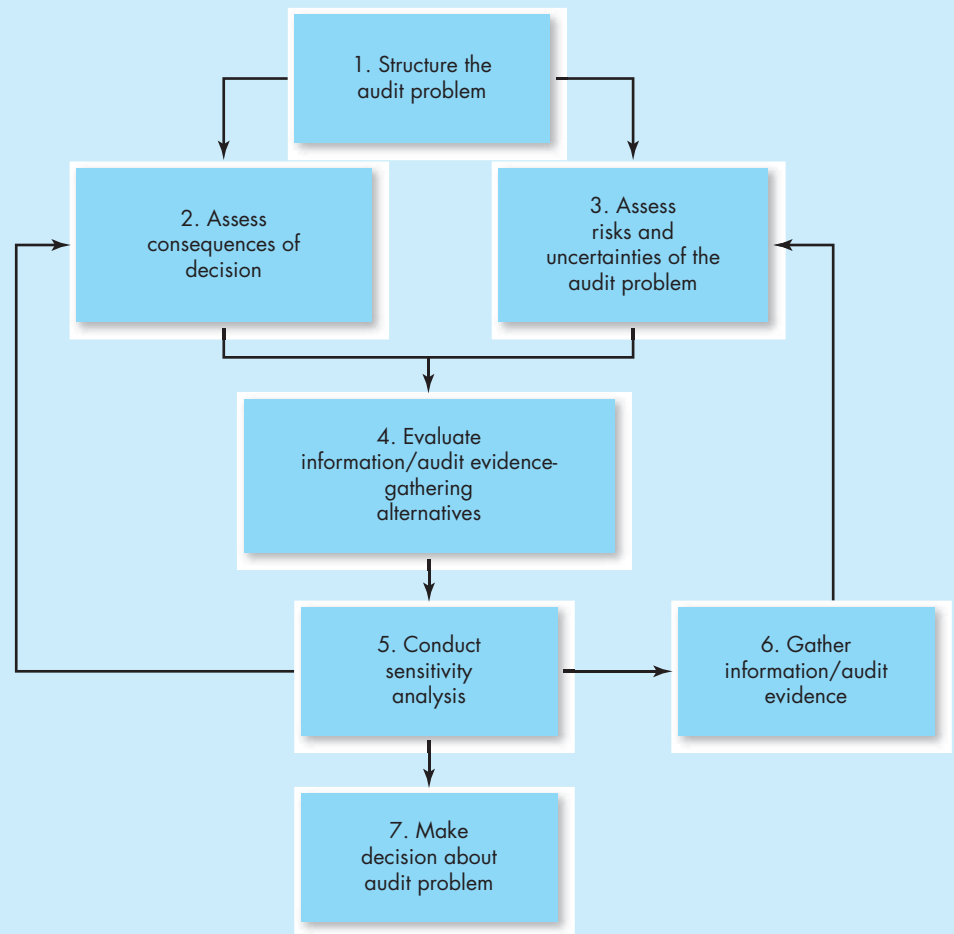 1. Structure the
audit problem
2. Assess
consequences of
decision
3. Assess
risks and
uncertainties of the
audit problem
4. Evaluate
information/audit evidence-
gathering
alternatives
5. Conduct
sensitivity
analysis
6. Gather
information/audit
evidence
7. Make
decision about
audit problem